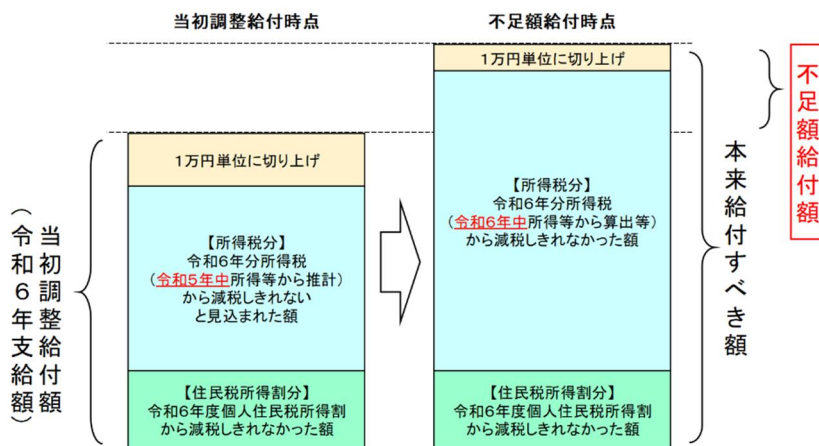 当初調整給付時点
不足額給付時点
1万円単位に切り上げ
【所得税分】
令和6年分所得税
(令和5年中所得等から推計)
から減税しきれない
と見込まれた額
【住民税所得割分】
令和6年度個人住民税所得割
から減税しきれなかった額
当初調整給付額
(令和6年支給額)
1万円単位に切り上げ
【所得税分】
令和6年分所得税
(令和6年中所得等から算出等)
から減税しきれなかった額
【住民税所得割分】
令和6年度個人住民税所得割
から減税しきれなかった額
本来給付すべき額
不足額給付額